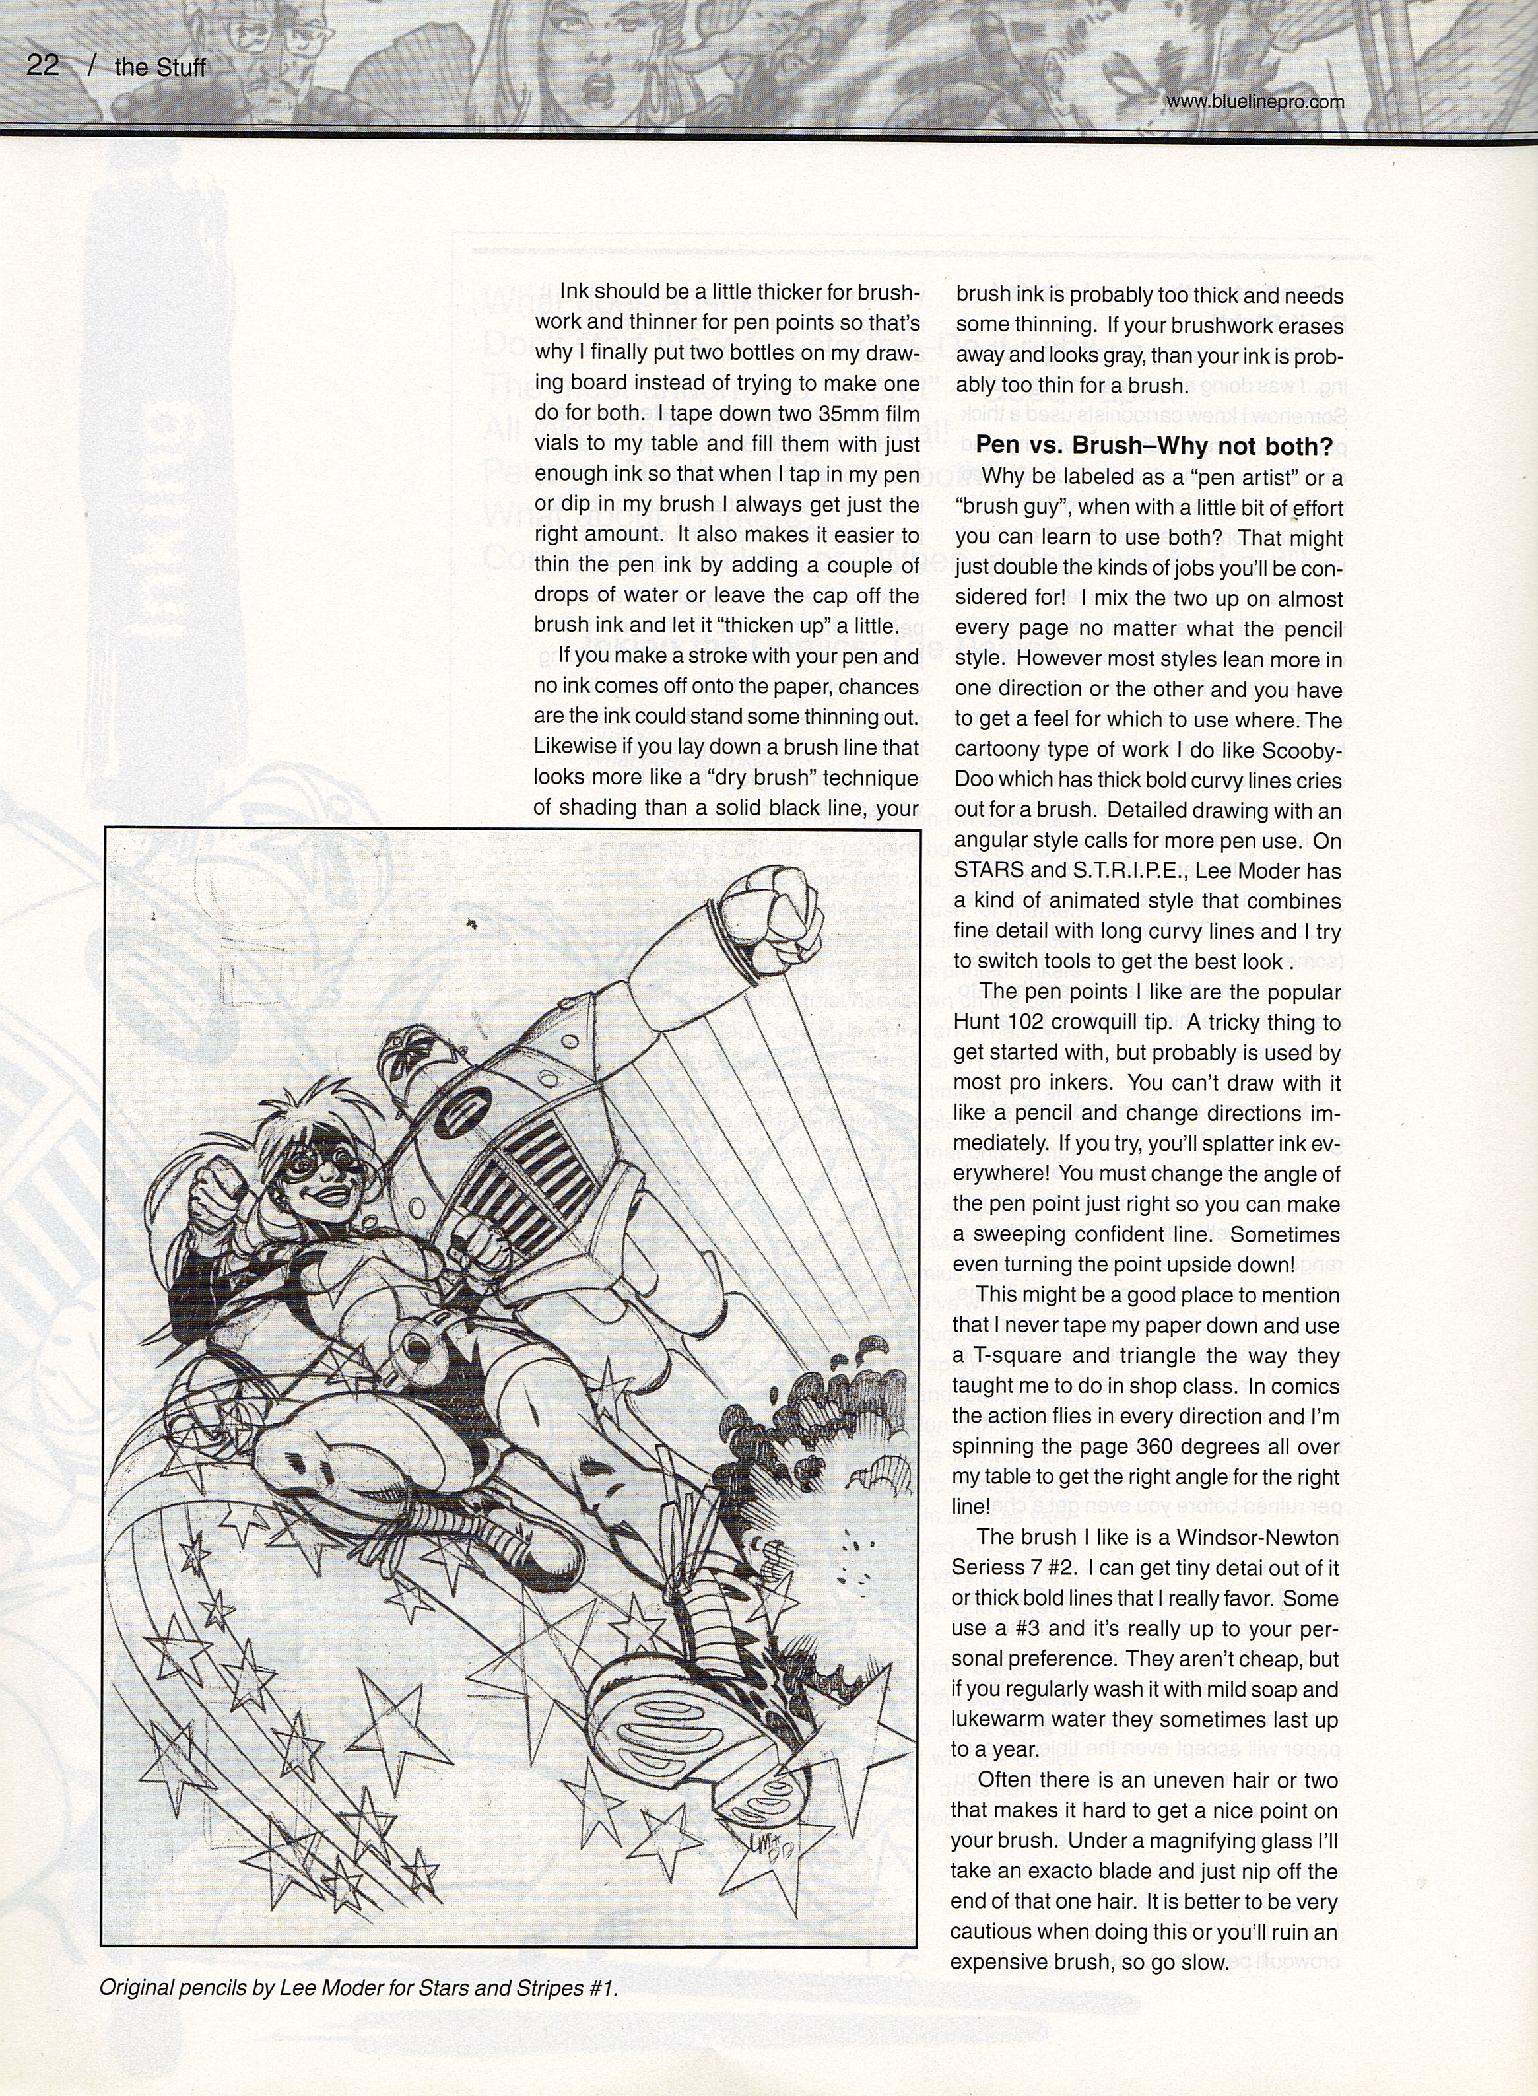 22 / the Stuff
www.bluelinepro.com
Ink should be a little thicker for brush-
work and thinner for pen points so that's
why I finally put two bottles on my draw-
ing board instead of trying to make one
do for both. I tape down two 35mm film
vials to my table and fill them with just
enough ink so that when I tap in my pen
or dip in my brush I always get just the
right amount. It also makes it easier to
thin the pen ink by adding a couple of
drops of water or leave the cap off the
brush ink and let it “thicken up” a little.
If you make a stroke with your pen and
no ink comes off onto the paper, chances
are the ink could stand some thinning out.
Likewise if you lay down a brush line that
looks more like a “dry brush” technique
of shading than a solid black line, your
brush ink is probably too thick and needs
some thinning. If your brushwork erases
away and looks gray, than your ink is prob-
ably too thin for a brush.
Pen vs. Brush–Why not both?
Why be labeled as a “pen artist” or a
“brush guy”, when with a little bit of effort
you can learn to use both? That might
just double the kinds of jobs you'll be con-
sidered for! I mix the two up on almost
every page no matter what the pencil
style. However most styles lean more in
one direction or the other and you have
to get a feel for which to use where. The
cartoony type of work I do like Scooby-
Doo which has thick bold curvy lines cries
out for a brush. Detailed drawing with an
angular style calls for more pen use. On
STARS and S.T.R.I.P.E., Lee Moder has
a kind of animated style that combines
fine detail with long curvy lines and I try
to switch tools to get the best look .
The pen points I like are the popular
Hunt 102 crowquill tip. A tricky thing to
get started with, but probably is used by
most pro inkers. You can't draw with it
like a pencil and change directions im-
mediately. If you try, you'll splatter ink ev-
erywhere! You must change the angle of
the pen point just right so you can make
a sweeping confident line. Sometimes
even turning the point upside down!
This might be a good place to mention
that I never tape my paper down and use
a T-square and triangle the way they
taught me to do in shop class. In comics
the action flies in every direction and I'm
spinning the page 360 degrees all over
my table to get the right angle for the right
line!
The brush I like is a Windsor-Newton
Seriess 7 #2. I can get tiny detai out of it
or thick bold lines that I really favor. Some
use a #3 and it's really up to your per-
sonal preference. They aren't cheap, but
if you regularly wash it with mild soap and
lukewarm water they sometimes last up
to a year.
Often there is an uneven hair or two
that makes it hard to get a nice point on
your brush. Under a magnifying glass I'll
take an exacto blade and just nip off the
end of that one hair. It is better to be very
cautious when doing this or you'll ruin an
expensive brush, so go slow.
Original pencils by Lee Moder for Stars and Stripes #1.